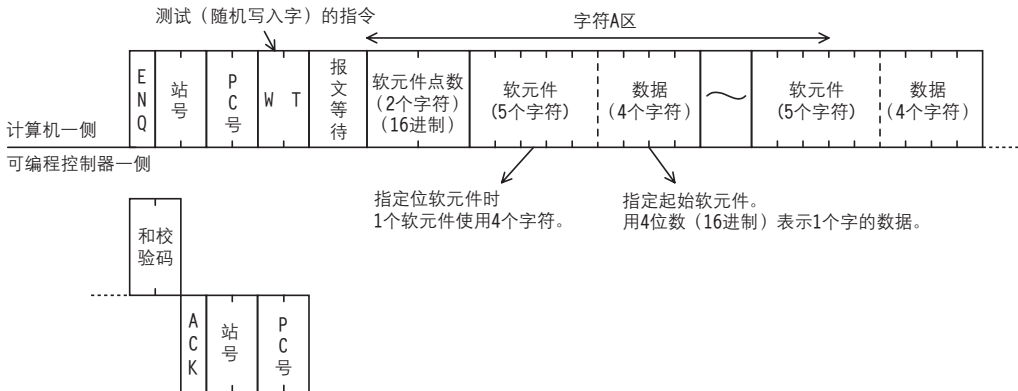 测试（随机写入字）的指令
字符A区
ENQ
站号
PC号
W T
报文等待
软元件点数
(2个字符)
(16进制)
软元件
(5个字符)
数据
(4个字符)
软元件
(5个字符)
数据
(4个字符)
计算机一侧
可编程控制器一侧
指定位软元件时
1个软元件使用4个字符。
指定起始软元件。
用4位数（16进制）表示1个字的数据。
和校
验码
ACK
站号
PC号